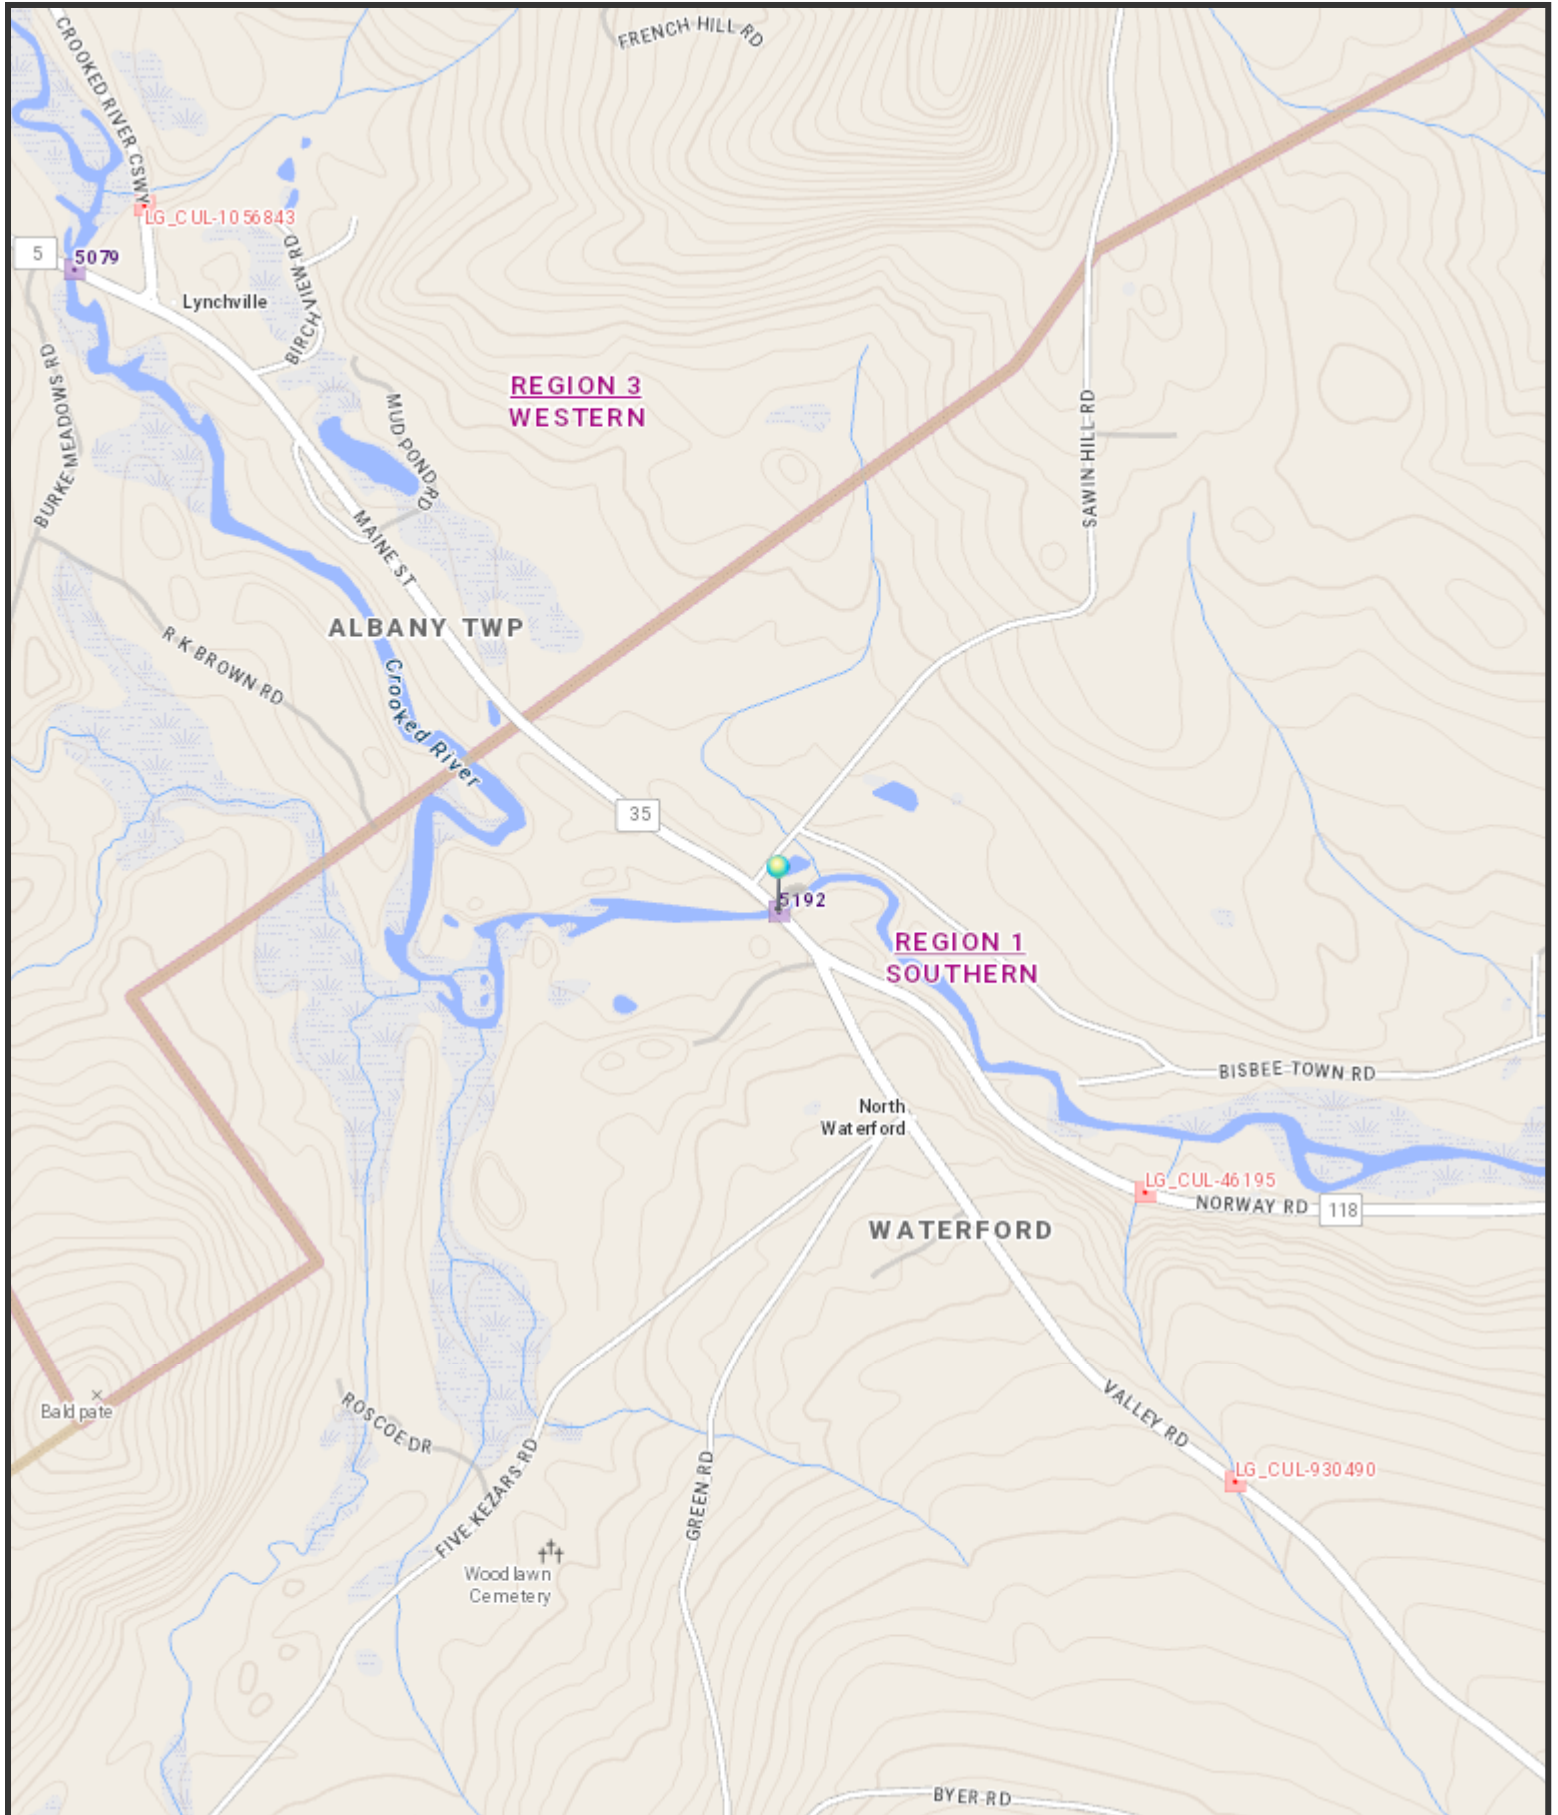 FRENCH HILL RD
CROOKED RIVER CSWY
LG_CUL-1056843
5
5079
Lynchville
BIRCH VIEW RD
BURKE MEADOWS RD
MUD POND RD
REGION 3
WESTERN
SAWIN HILL RD
MAINE ST
ALBANY TWP
R K BROWN RD
Crooked River
35
5192
REGION 1
SOUTHERN
BISBEE TOWN RD
North
Waterford
LG_CUL-46195
NORWAY RD
118
WATERFORD
Baldpate
ROSCOE DR
VALLEY RD
FIVE KEZARS RD
GREEN RD
LG_CUL-930490
Woodlawn
Cemetery
BYER RD